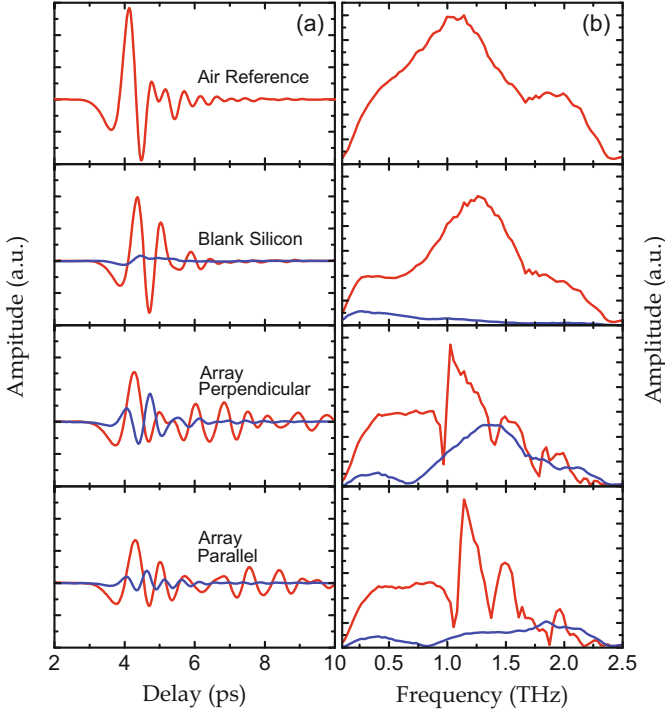 (a)
(b)
Air Reference
Blank Silicon
Array
Perpendicular
Array
Parallel
Ampitude (a.u.)
Amplitude (a.u.)
2 4 6 8 10
0.5 1.0 1.5 2.0 2.5
Delay (ps)
Frequency (THz)